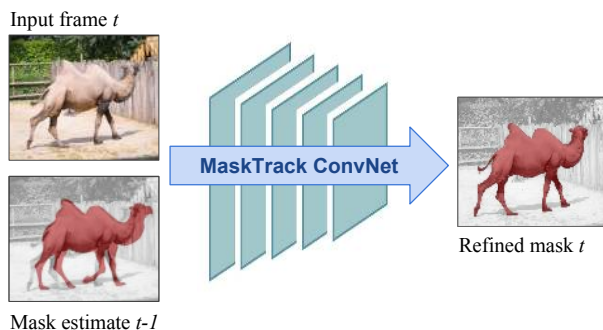 Input frame t
MaskTrack ConvNet
Refined mask t
Mask estimate t-1